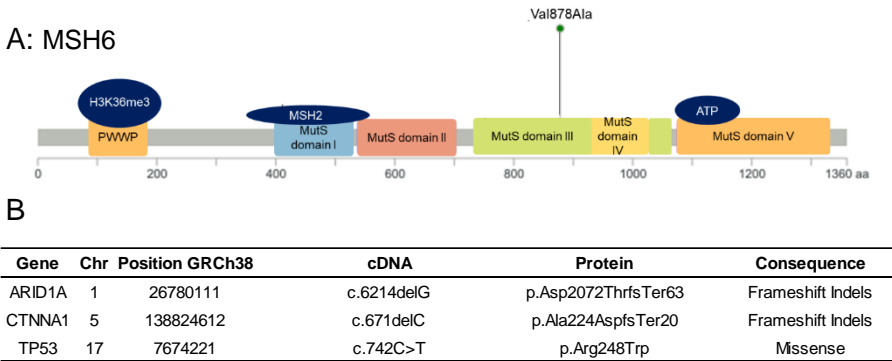 Val878Ala
A: MSH6
H3K36me3
MSH2
ATP
PWWP
MutS
domain I
MutS domain II
MutS domain III
MutS
domain
IV
MutS domain V
0 200 400 600 800 1000 1200 1360 aa
B
Gene Chr Position GRCh38 cDNA Protein Consequence
ARID1A 1 26780111 c.6214delG p.Asp2072ThrfsTer63 Frameshift Indels
CTNNA1 5 138824612 c.671delC p.Ala224AspfsTer20 Frameshift Indels
TP53 17 7674221 c.742C>T p.Arg248Trp Missense